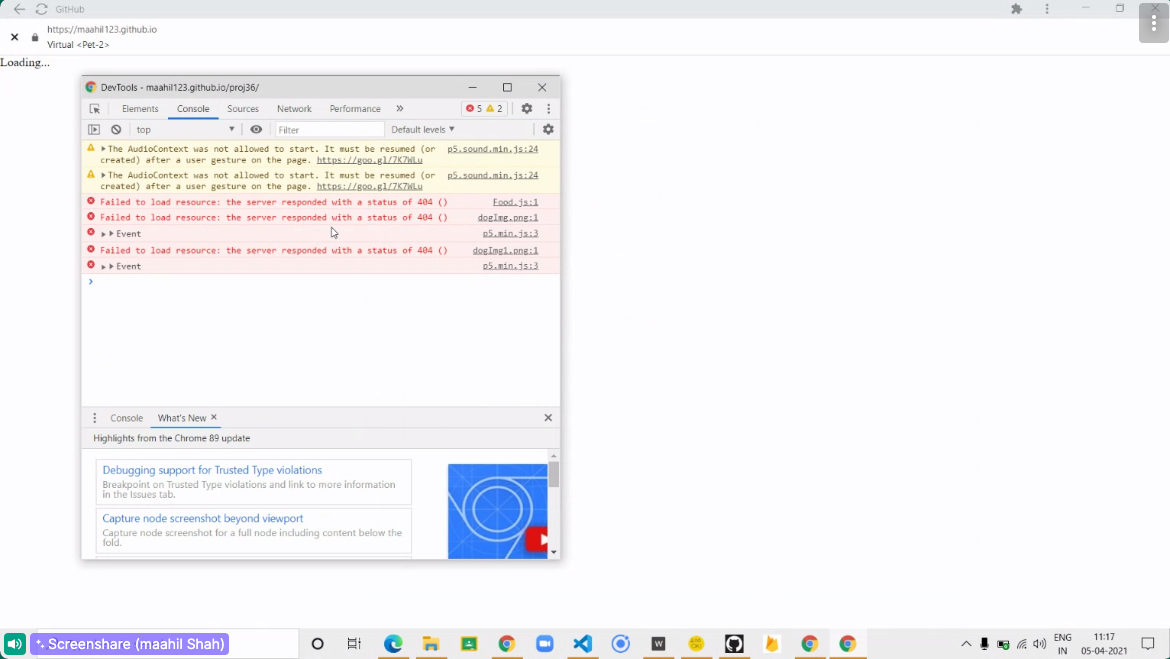 GitHub
https://maahil123.github.io
Virtual <Pet-2>
Loading...
DevTools - maahil123.github.io/proj36/
Elements Console Sources Network Performance » 5 2
top Filter Default levels
The AudioContext was not allowed to start. It must be resumed (or p5.sound.min.js:24
created) after a user gesture on the page. https://goo.gl/7K7WLu
The AudioContext was not allowed to start. It must be resumed (or p5.sound.min.js:24
created) after a user gesture on the page. https://goo.gl/7K7WLu
Failed to load resource: the server responded with a status of 404 () Food.js:1
Failed to load resource: the server responded with a status of 404 () dogImg.png:1
Event p5.min.js:3
Failed to load resource: the server responded with a status of 404 () dogImg1.png:1
Event p5.min.js:3
Console What's New
Highlights from the Chrome 89 update
Debugging support for Trusted Type violations
Breakpoint on Trusted Type violations and link to more information
in the Issues tab.
Capture node screenshot beyond viewport
Capture node screenshot for a full node including content below the
fold.
Screenshare (maahil Shah)
W
ENG 11:17
IN 05-04-2021